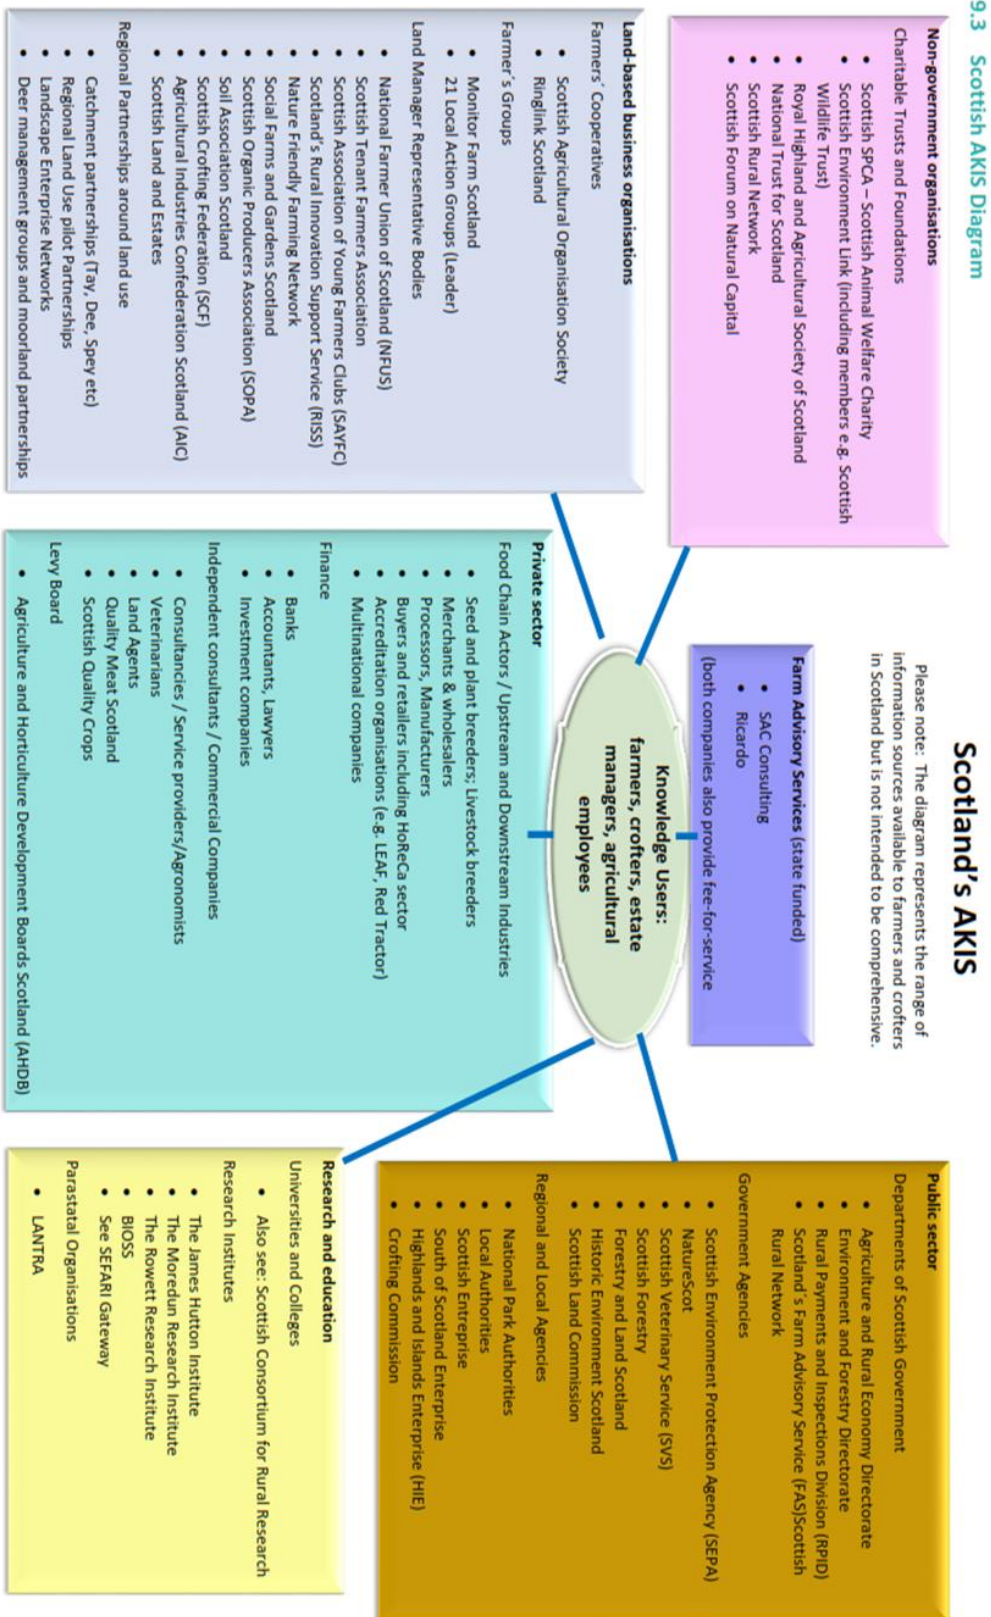 9.3 Scottish AKIS Diagram
Scotland's AKIS
Please note: The diagram represents the range of
information sources available to farmers and crofters
in Scotland but is not intended to be comprehensive.
Non-government organisations
Charitable Trusts and Foundations
• Scottish SPCA – Scottish Animal Welfare Charity
• Scottish Environment Link (including members e.g. Scottish
Wildlife Trust)
• Royal Highland and Agricultural Society of Scotland
• National Trust for Scotland
• Scottish Rural Network
• Scottish Forum on Natural Capital
Farm Advisory Services (state funded)
• SAC Consulting
• Ricardo
(both companies also provide fee-for-service
Public sector
Departments of Scottish Government
• Agriculture and Rural Economy Directorate
• Environment and Forestry Directorate
• Rural Payments and Inspections Division (RPID)
• Scotland's Farm Advisory Service (FAS)Scottish
Rural Network
Government Agencies
• Scottish Environment Protection Agency (SEPA)
• NatureScot
• Scottish Veterinary Service (SVS)
• Scottish Forestry
• Forestry and Land Scotland
• Historic Environment Scotland
• Scottish Land Commission
Regional and Local Agencies
• National Park Authorities
• Local Authorities
• Scottish Entreprise
• South of Scotland Enterprise
• Highlands and Islands Enterprise (HIE)
• Crofting Commission
Knowledge Users:
farmers, crofters, estate
managers, agricultural
employees
Land-based business organisations
Farmers' Cooperatives
• Scottish Agricultural Organisation Society
• Ringlink Scotland
Farmer's Groups
• Monitor Farm Scotland
• 21 Local Action Groups (Leader)
Land Manager Representative Bodies
• National Farmer Union of Scotland (NFUS)
• Scottish Tenant Farmers Association
• Scottish Association of Young Farmers Clubs (SAYFC)
• Scotland's Rural Innovation Support Service (RISS)
• Nature Friendly Farming Network
• Social Farms and Gardens Scotland
• Scottish Organic Producers Association (SOPA)
• Soil Association Scotland
• Scottish Crofting Federation (SCF)
• Agricultural Industries Confederation Scotland (AIC)
• Scottish Land and Estates
Regional Partnerships around land use
• Catchment partnerships (Tay, Dee, Spey etc)
• Regional Land Use pilot Partnerships
• Landscape Enterprise Networks
• Deer management groups and moorland partnerships
Private sector
Food Chain Actors / Upstream and Downstream Industries
• Seed and plant breeders; Livestock breeders
• Merchants & wholesalers
• Processors, Manufacturers
• Buyers and retailers including HoReCa sector
• Accreditation organisations (e.g. LEAF, Red Tractor)
• Multinational companies
Finance
• Banks
• Accountants, Lawyers
• Investment companies
Independent consultants / Commercial Companies
• Consultancies / Service providers/Agronomists
• Veterinarians
• Land Agents
• Quality Meat Scotland
• Scottish Quality Crops
Levy Board
• Agriculture and Horticulture Development Boards Scotland (AHDB)
Research and education
Universities and Colleges
• Also see: Scottish Consortium for Rural Research
Research Institutes
• The James Hutton Institute
• The Moredun Research Institute
• The Rowett Research Institute
• BIOSS
• See SEFARI Gateway
Parastatal Organisations
• LANTRA